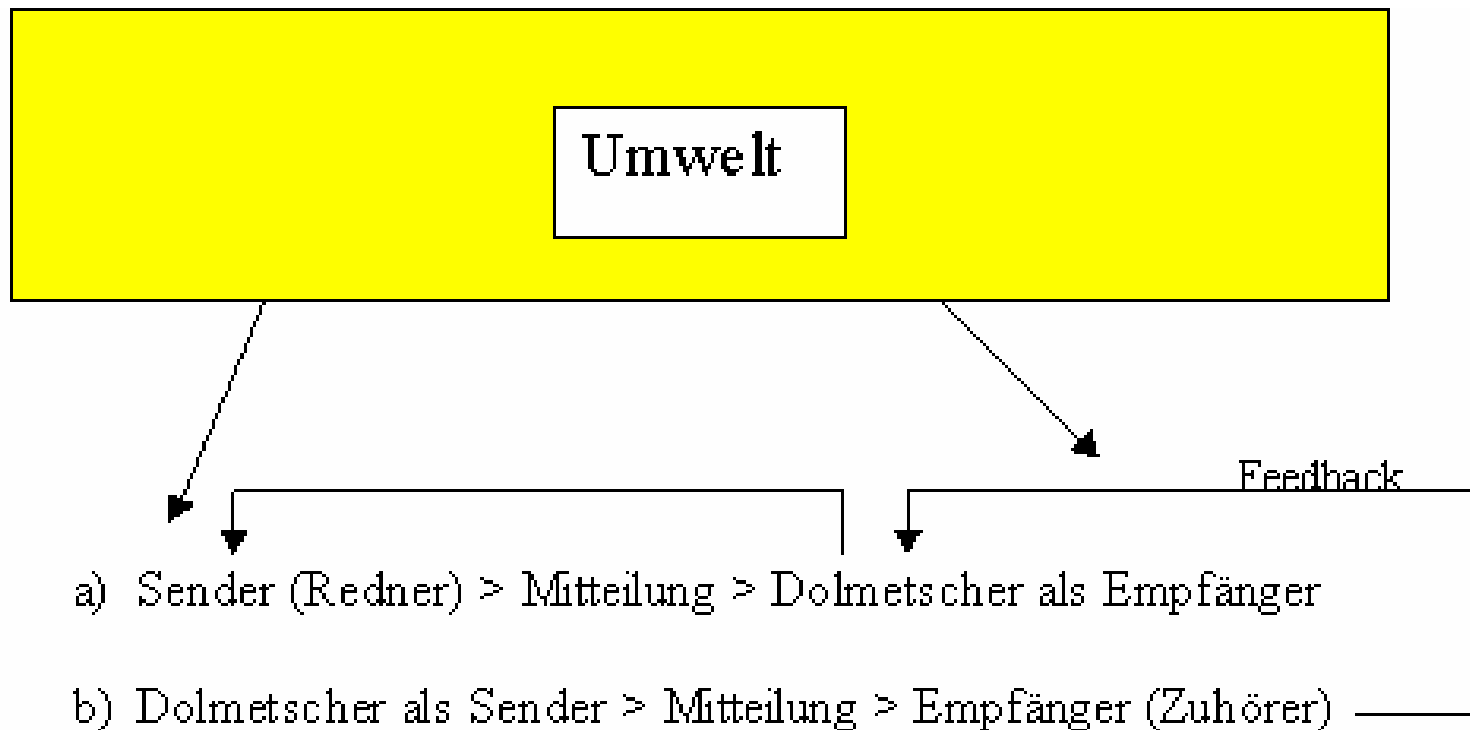 Umwelt
Feedback
a) Sender (Redner) > Mitteilung > Dolmetscher als Empfänger
b) Dolmetscher als Sender > Mitteilung > Empfänger (Zuhörer)